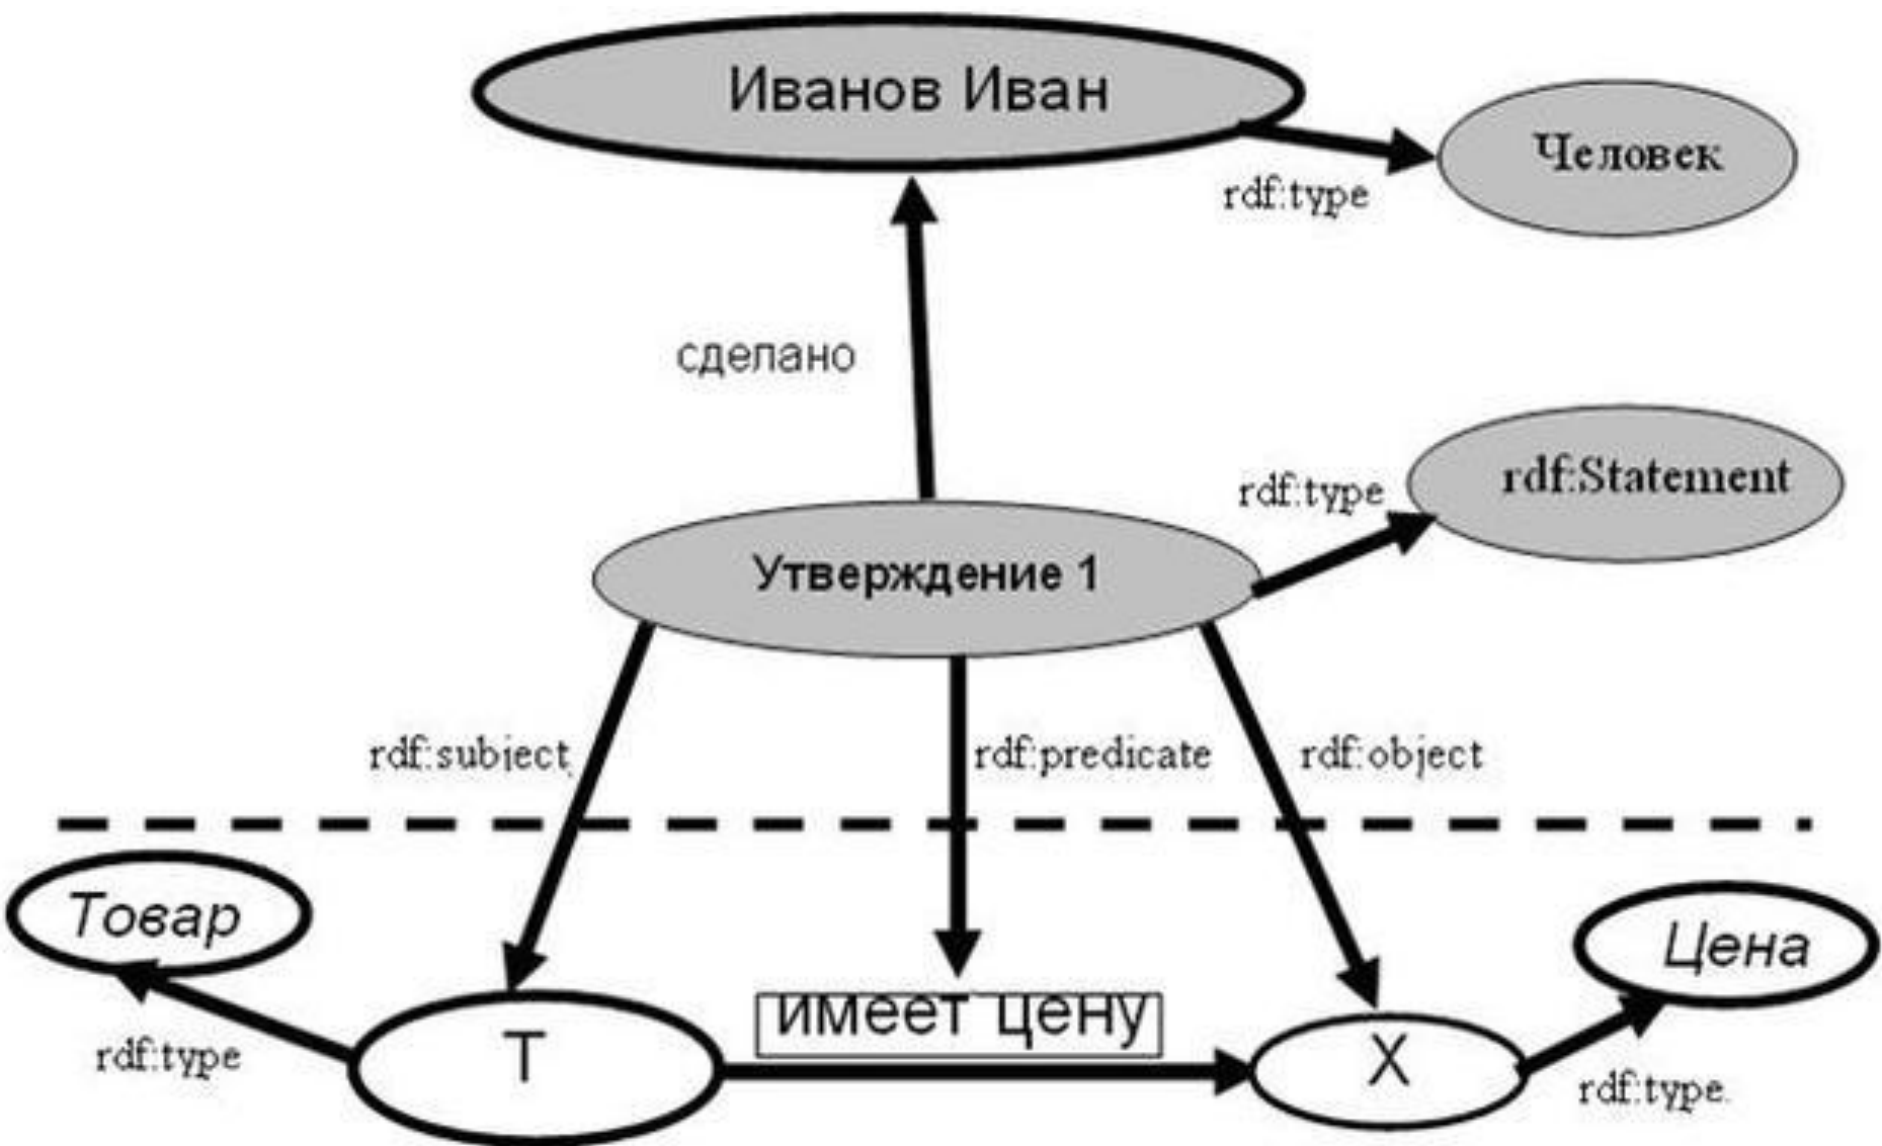 Иванов Иван
Человек
rdf:type
сделано
rdf:type
rdf:Statement
Утверждение 1
rdf:subject
rdf:predicate
rdf:object
Товар
Цена
имеет цену
T
X
rdf:type
rdf:type.